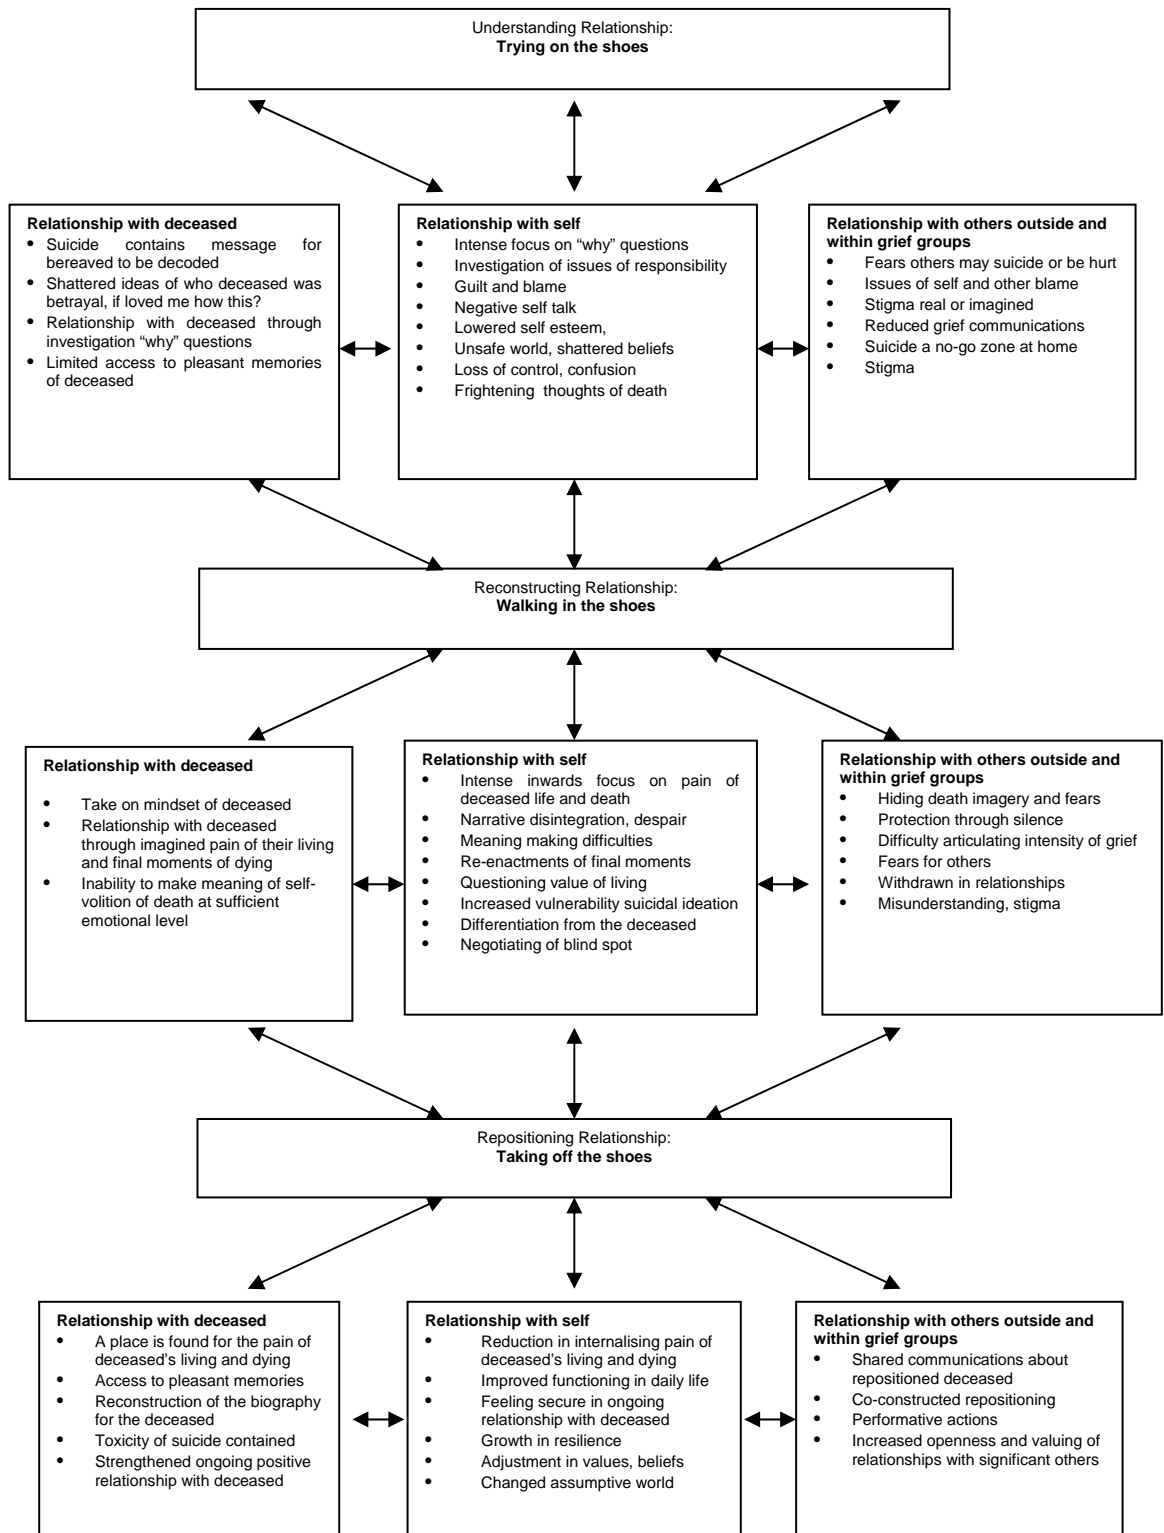 Understanding Relationship:
Trying on the shoes
Relationship with deceased
• Suicide contains message for
bereaved to be decoded
• Shattered ideas of who deceased was
betrayal, if loved me how this?
• Relationship with deceased through
investigation “why” questions
• Limited access to pleasant memories
of deceased
Relationship with self
• Intense focus on “why” questions
• Investigation of issues of responsibility
• Guilt and blame
• Negative self talk
• Lowered self esteem,
• Unsafe world, shattered beliefs
• Loss of control, confusion
• Frightening thoughts of death
Relationship with others outside and
within grief groups
• Fears others may suicide or be hurt
• Issues of self and other blame
• Stigma real or imagined
• Reduced grief communications
• Suicide a no-go zone at home
• Stigma
Reconstructing Relationship:
Walking in the shoes
Relationship with deceased
• Take on mindset of deceased
• Relationship with deceased
through imagined pain of their living
and final moments of dying
• Inability to make meaning of self-
volition of death at sufficient
emotional level
Relationship with self
• Intense inwards focus on pain of
deceased life and death
• Narrative disintegration, despair
• Meaning making difficulties
• Re-enactments of final moments
• Questioning value of living
• Increased vulnerability suicidal ideation
• Differentiation from the deceased
• Negotiating of blind spot
Relationship with others outside and
within grief groups
• Hiding death imagery and fears
• Protection through silence
• Difficulty articulating intensity of grief
• Fears for others
• Withdrawn in relationships
• Misunderstanding, stigma
Repositioning Relationship:
Taking off the shoes
Relationship with deceased
• A place is found for the pain of
deceased’s living and dying
• Access to pleasant memories
• Reconstruction of the biography
for the deceased
• Toxicity of suicide contained
• Strengthened ongoing positive
relationship with deceased
Relationship with self
• Reduction in internalising pain of
deceased’s living and dying
• Improved functioning in daily life
• Feeling secure in ongoing
relationship with deceased
• Growth in resilience
• Adjustment in values, beliefs
• Changed assumptive world
Relationship with others outside and
within grief groups
• Shared communications about
repositioned deceased
• Co-constructed repositioning
• Performative actions
• Increased openness and valuing of
relationships with significant others